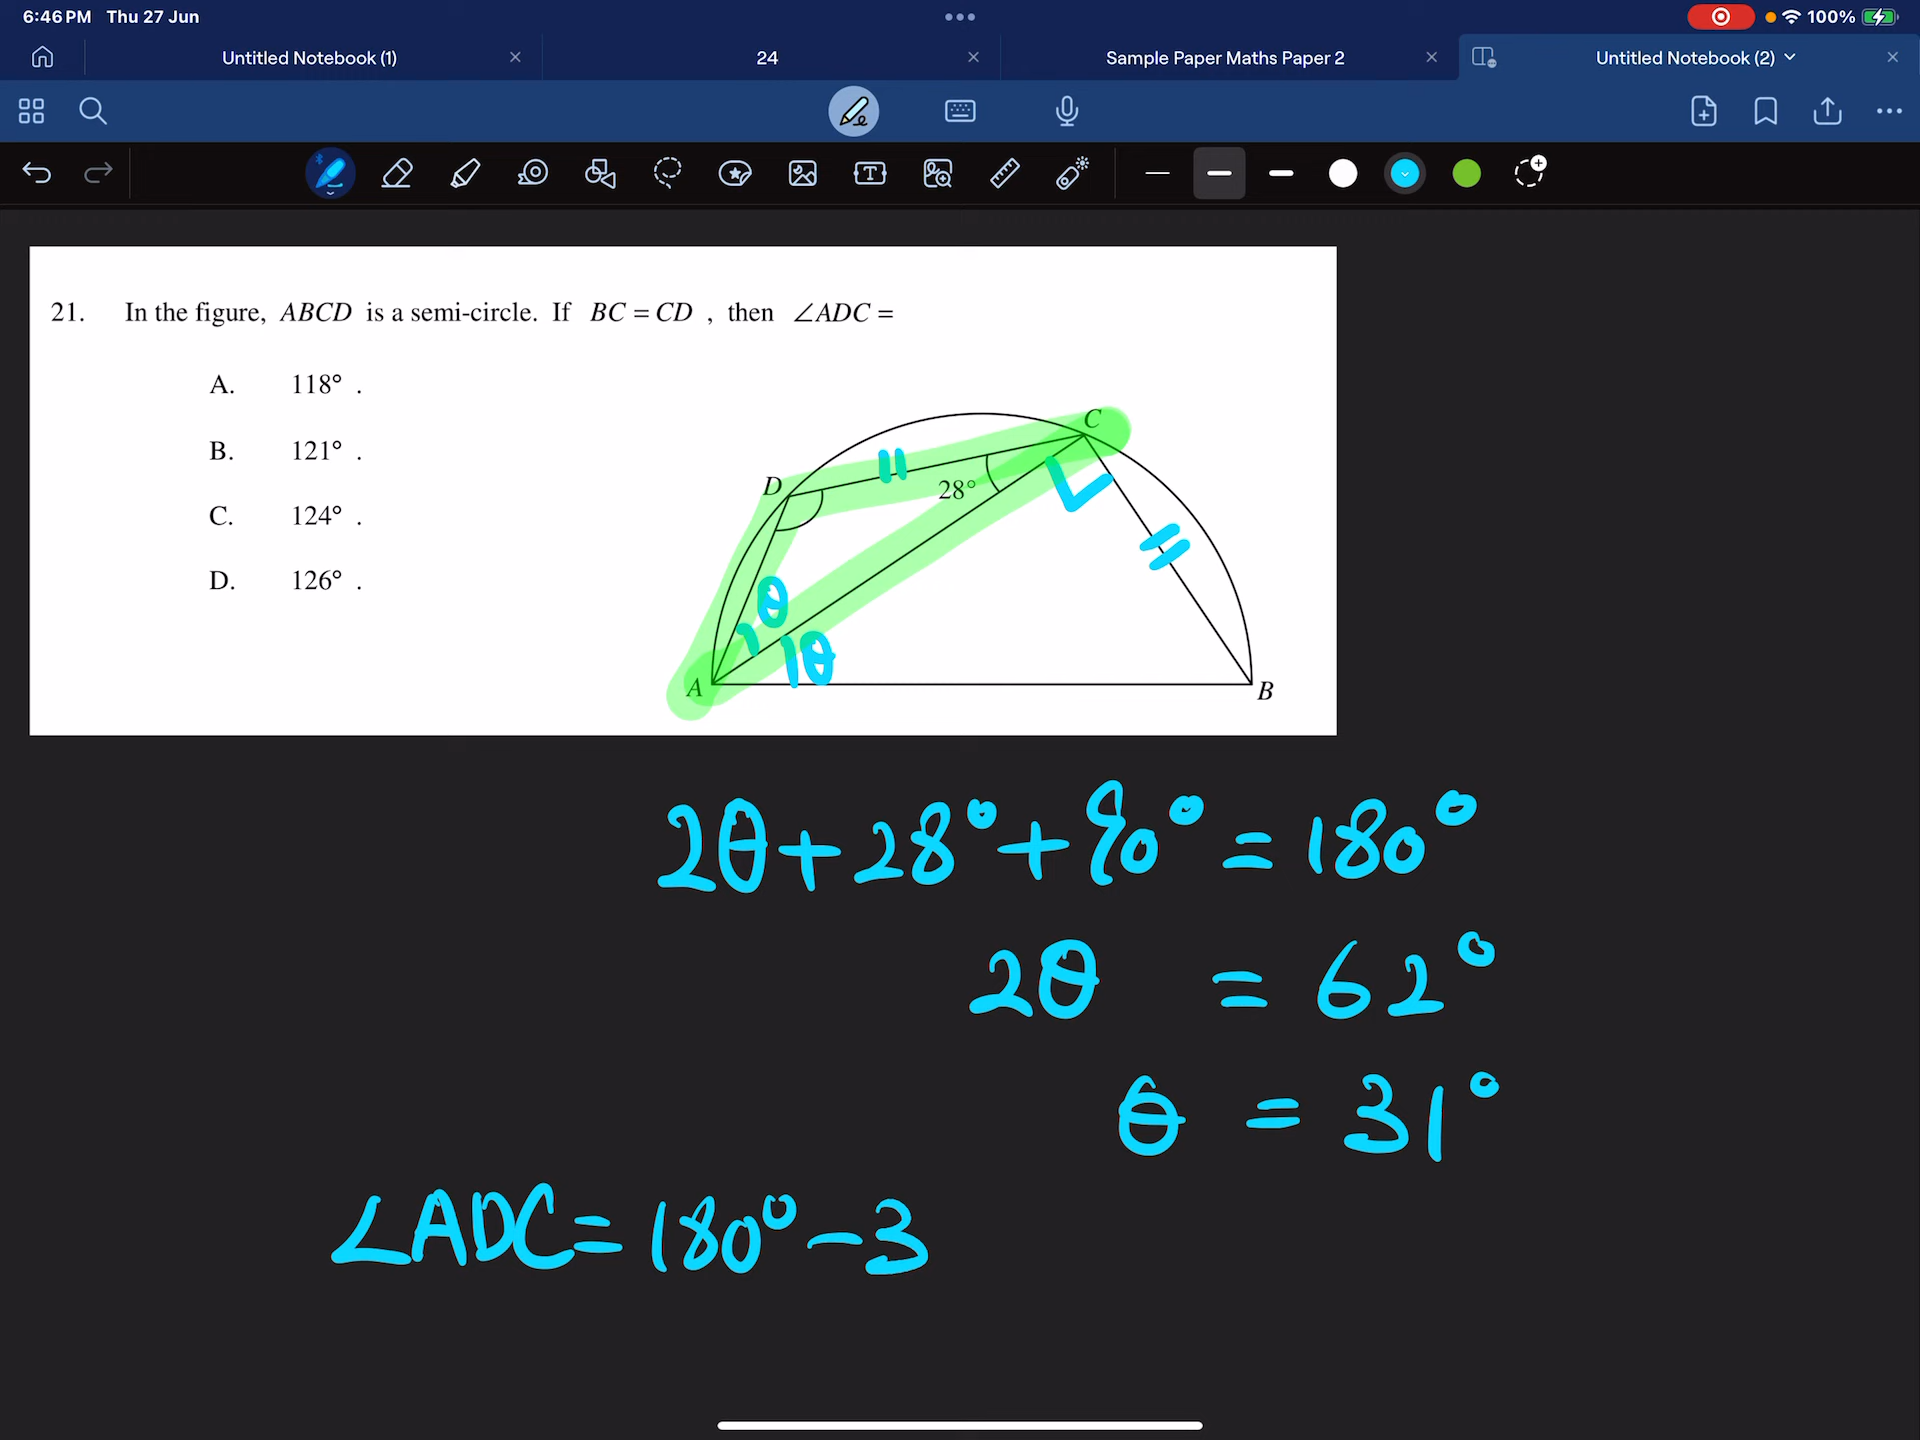 6:46 PM Thu 27 Jun
100%
Untitled Notebook (1)
24
Sample Paper Maths Paper 2
Untitled Notebook (2)
21. In the figure, ABCD is a semi-circle. If BC = CD , then ∠ADC =
A. 118° .
B. 121° .
C. 124° .
D. 126° .
C
D
28°
θ
θ
A
B
2θ+28°+90°=180°
2θ = 62°
θ = 31°
∠ADC=180°-3